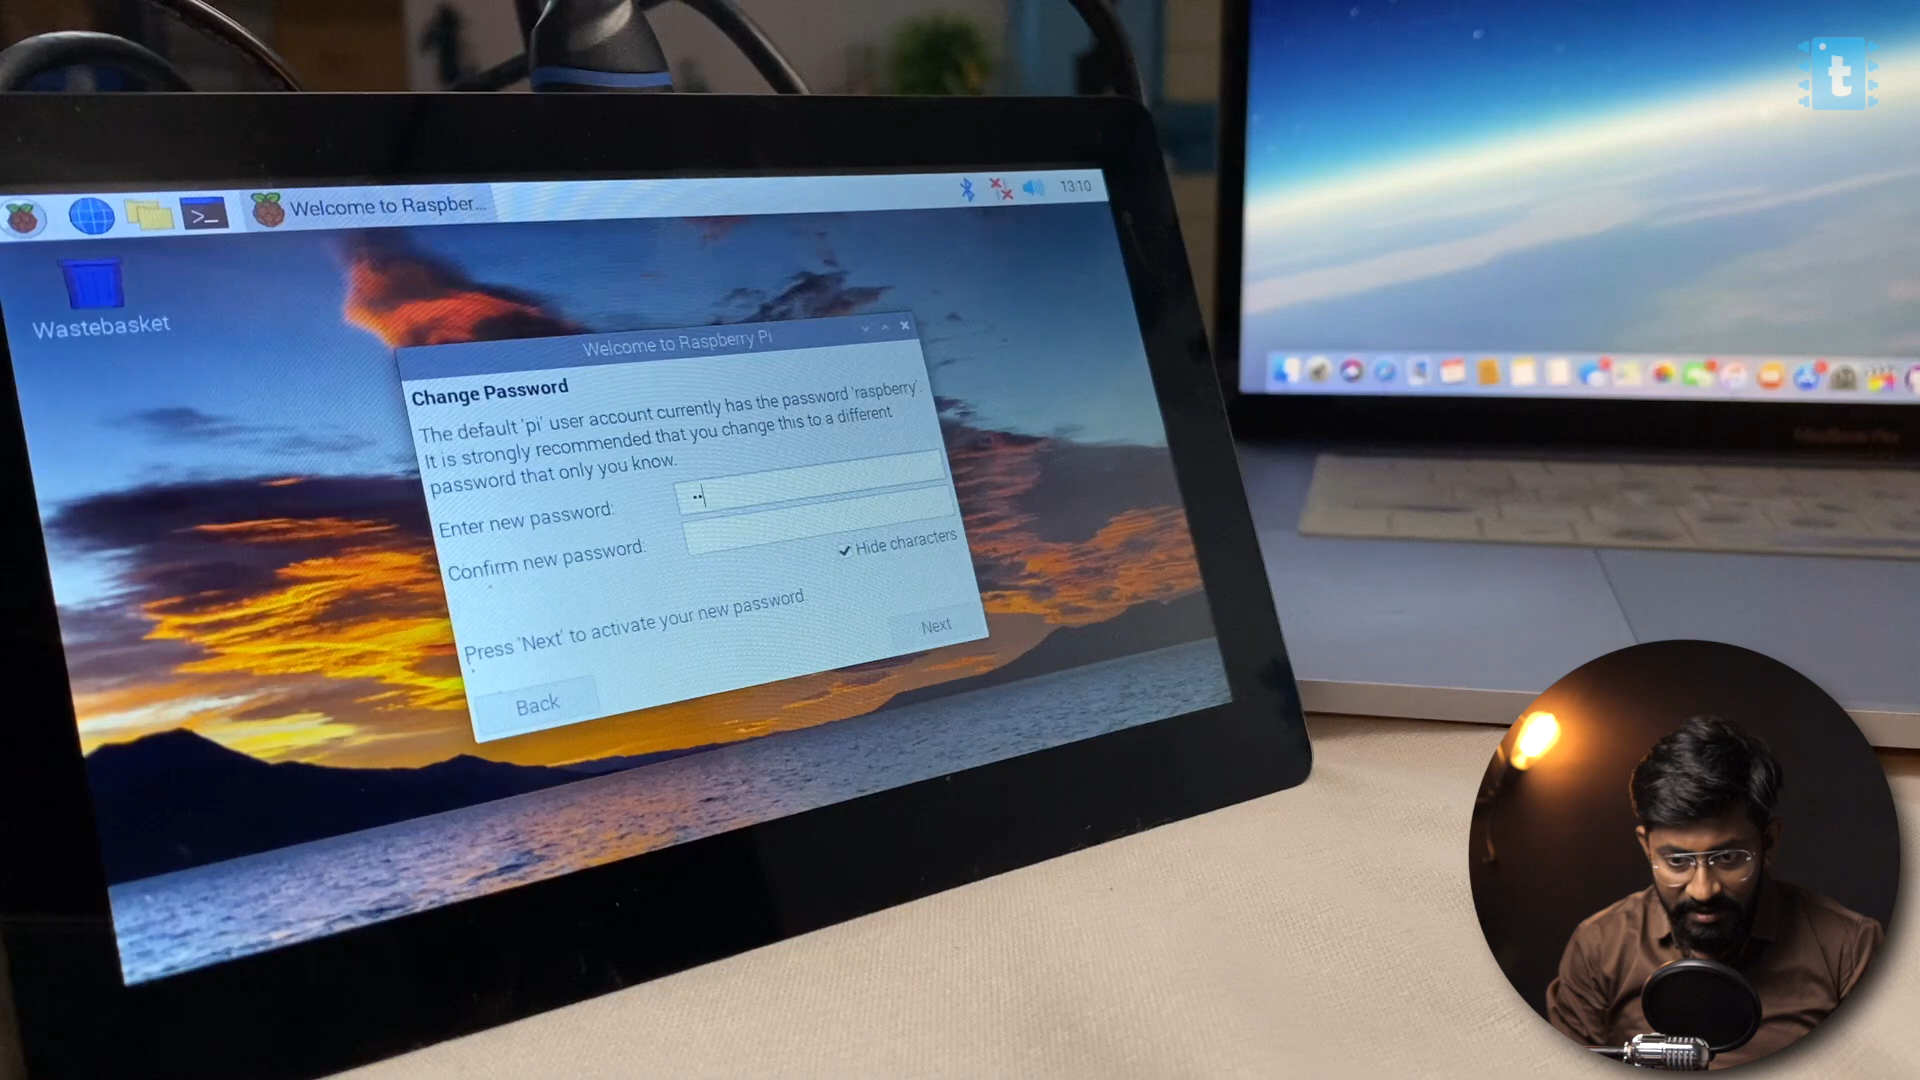 Welcome to Raspber...
13:10
Wastebasket
Welcome to Raspberry Pi
Change Password
The default 'pi' user account currently has the password 'raspberry'.
It is strongly recommended that you change this to a different
password that only you know.
Enter new password:
Confirm new password:
Hide characters
Press 'Next' to activate your new password.
Next
Back
t